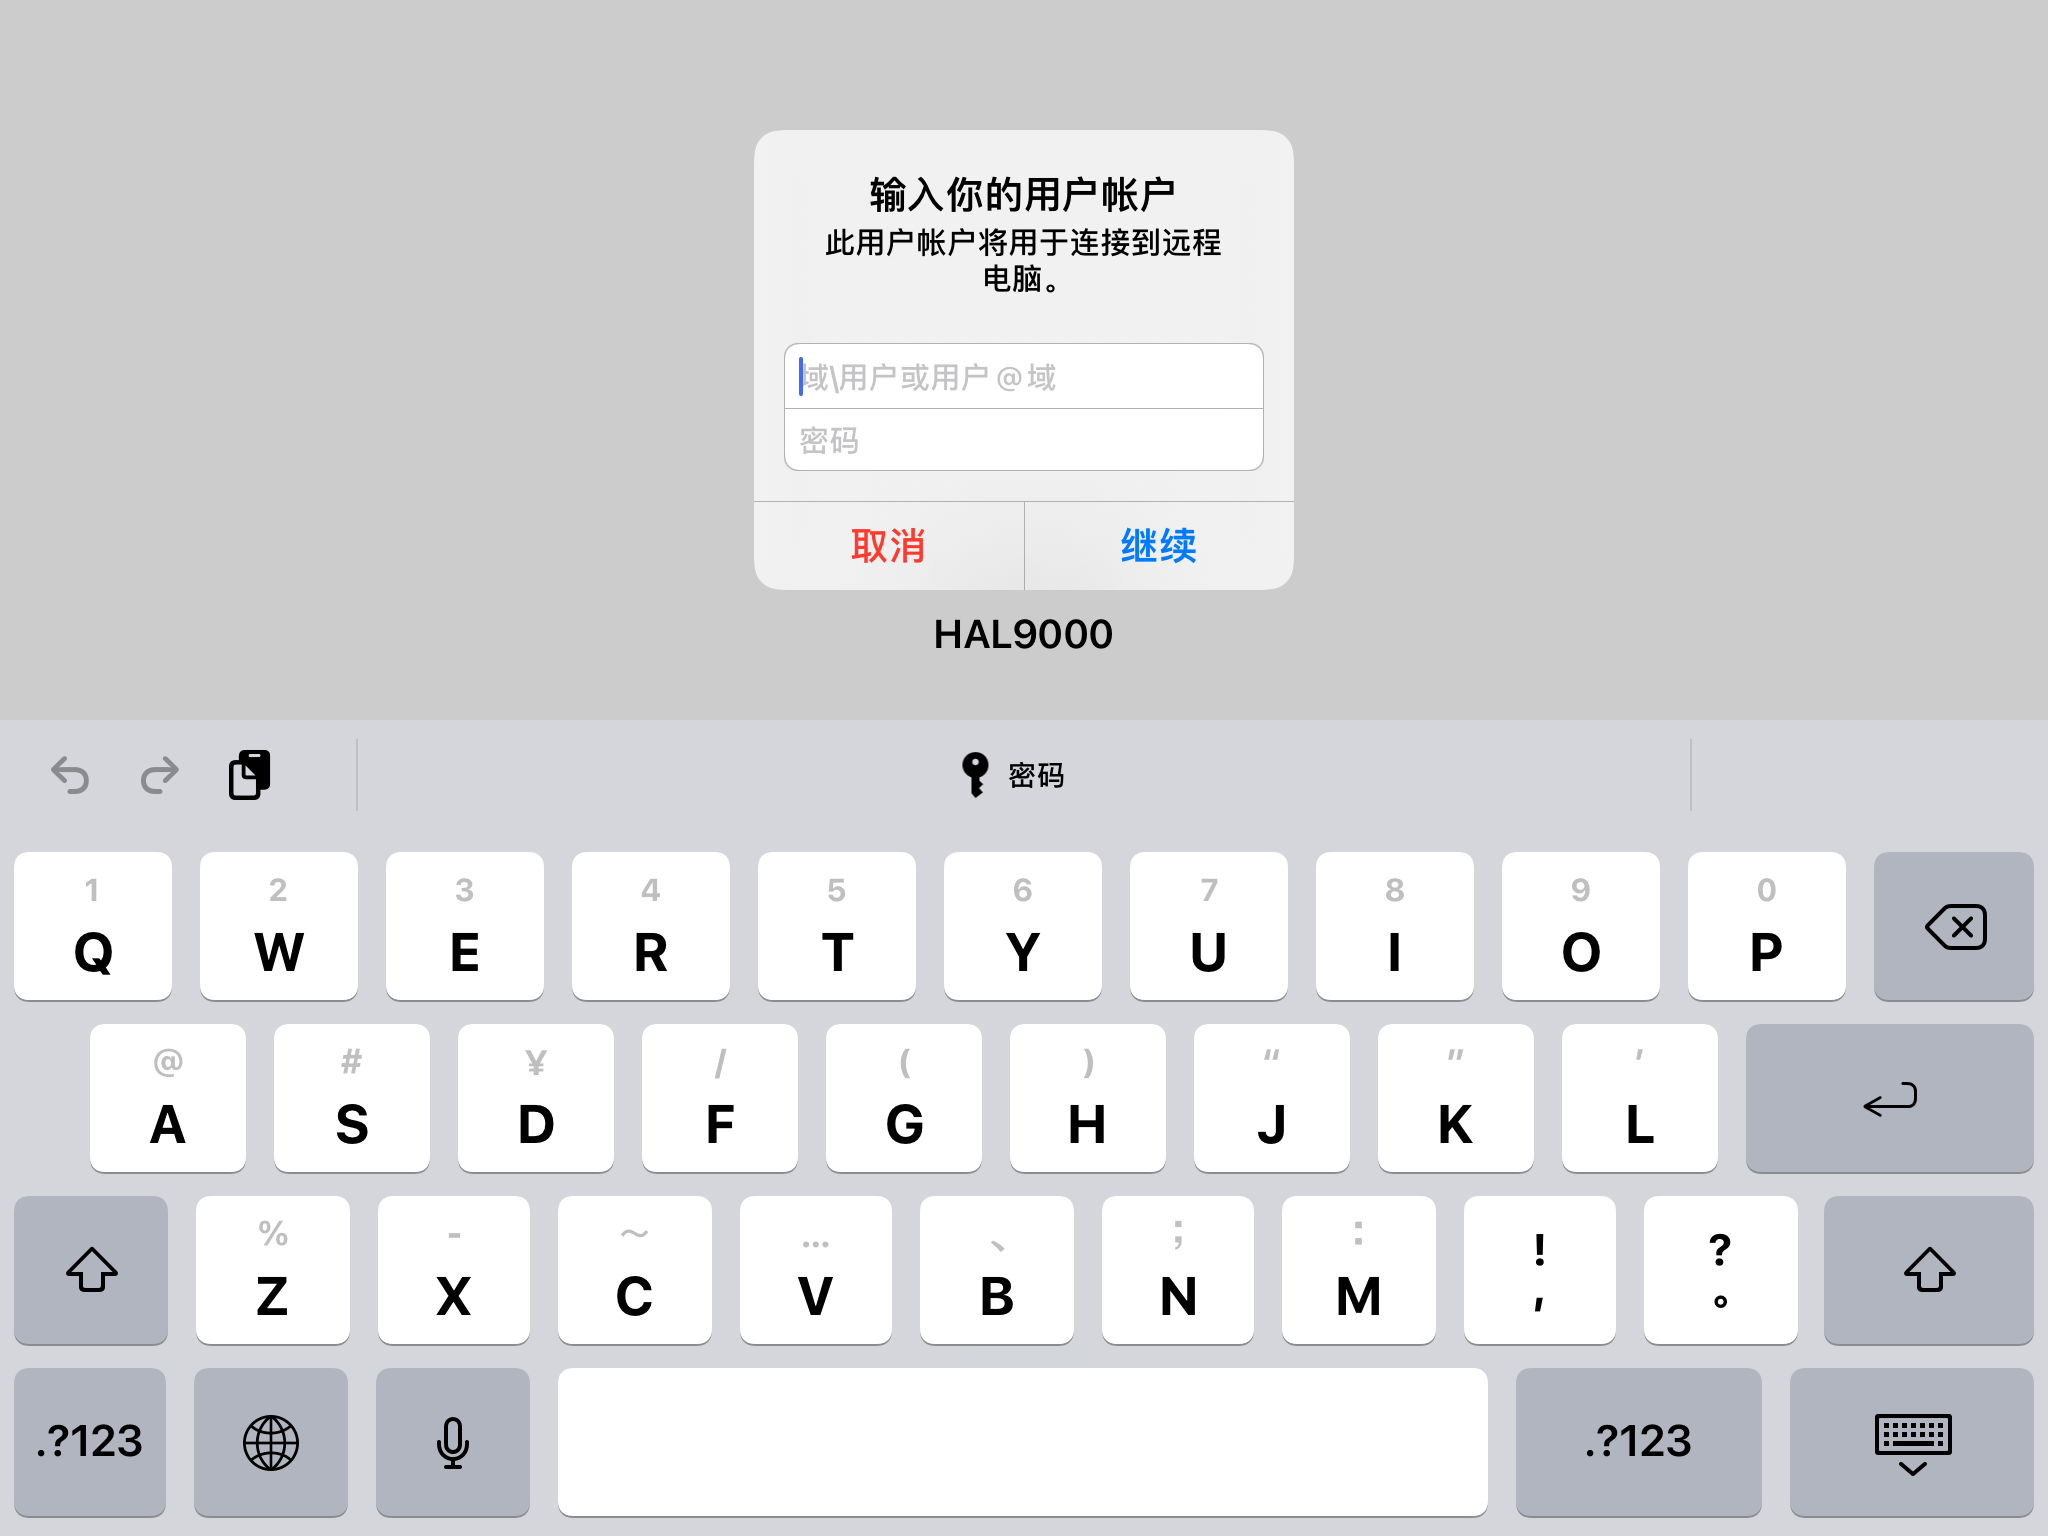 输入你的用户帐户
此用户帐户将用于连接到远程
电脑。
域\用户或用户@域
密码
取消 继续
HAL9000
密码
1 2 3 4 5 6 7 8 9 0
Q W E R T Y U I O P
@ # ¥ / ( ) “ ” ’
A S D F G H J K L
% - ～ … 、 ； ： ! ?
Z X C V B N M , 。
.?123 .?123